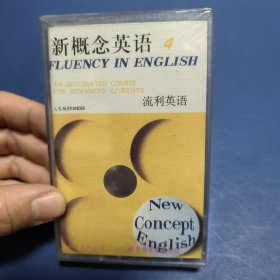 新概念英语 4
FLUENCY IN ENGLISH
AN INTEGRATED COURSE
FOR ADVANCED STUDENTS
L.G. ALEXANDER
流利英语
New
Concept
English